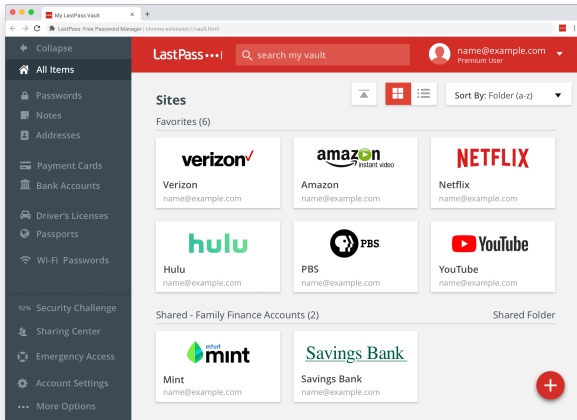 My LastPass Vault
LastPass: Free Password Manager | chrome-extension://vault.html
Collapse
All Items
Passwords
Notes
Addresses
Payment Cards
Bank Accounts
Driver's Licenses
Passports
Wi-Fi Passwords
92% Security Challenge
Sharing Center
Emergency Access
Account Settings
More Options
LastPass
search my vault
name@example.com
Premium User
Sites
Sort By: Folder (a-z)
Favorites (6)
verizon
Verizon
name@example.com
amazon
instant video
Amazon
name@example.com
NETFLIX
Netflix
name@example.com
hulu
Hulu
name@example.com
PBS
PBS
name@example.com
YouTube
YouTube
name@example.com
Shared - Family Finance Accounts (2)
Shared Folder
intuit
mint
Mint
name@example.com
Savings Bank
Savings Bank
name@example.com